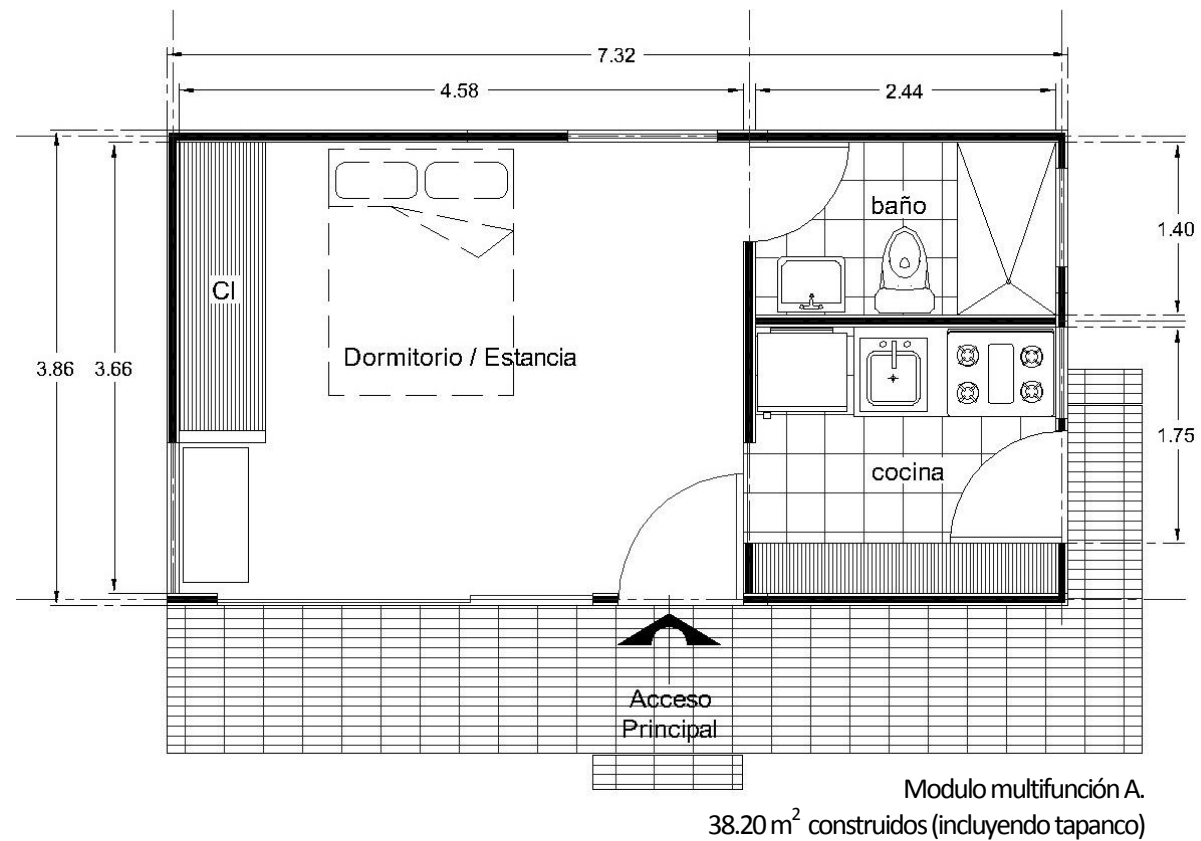 7.32
4.58
2.44
baño
1.40
Cl
Dormitorio / Estancia
3.86
3.66
1.75
cocina
Acceso
Principal
Modulo multifunción A.
38.20 m² construidos (incluyendo tapanco)